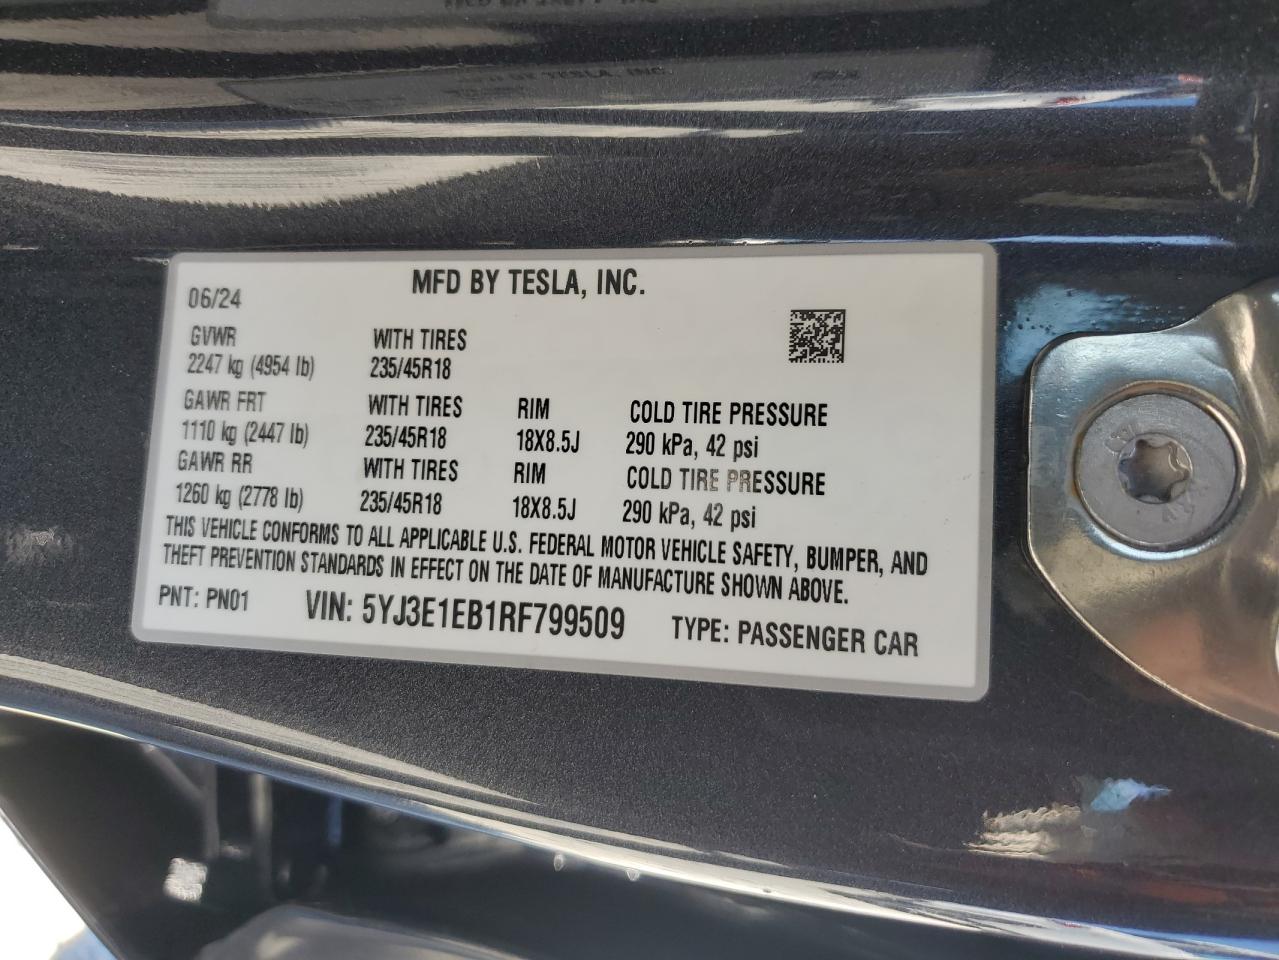 MFD BY TESLA, INC.
06/24
GVWR WITH TIRES
2247 kg (4954 lb) 235/45R18
GAWR FRT WITH TIRES RIM COLD TIRE PRESSURE
1110 kg (2447 lb) 235/45R18 18X8.5J 290 kPa, 42 psi
GAWR RR WITH TIRES RIM COLD TIRE PRESSURE
1260 kg (2778 lb) 235/45R18 18X8.5J 290 kPa, 42 psi
THIS VEHICLE CONFORMS TO ALL APPLICABLE U.S. FEDERAL MOTOR VEHICLE SAFETY, BUMPER, AND
THEFT PREVENTION STANDARDS IN EFFECT ON THE DATE OF MANUFACTURE SHOWN ABOVE.
PNT: PN01 VIN: 5YJ3E1EB1RF799509 TYPE: PASSENGER CAR